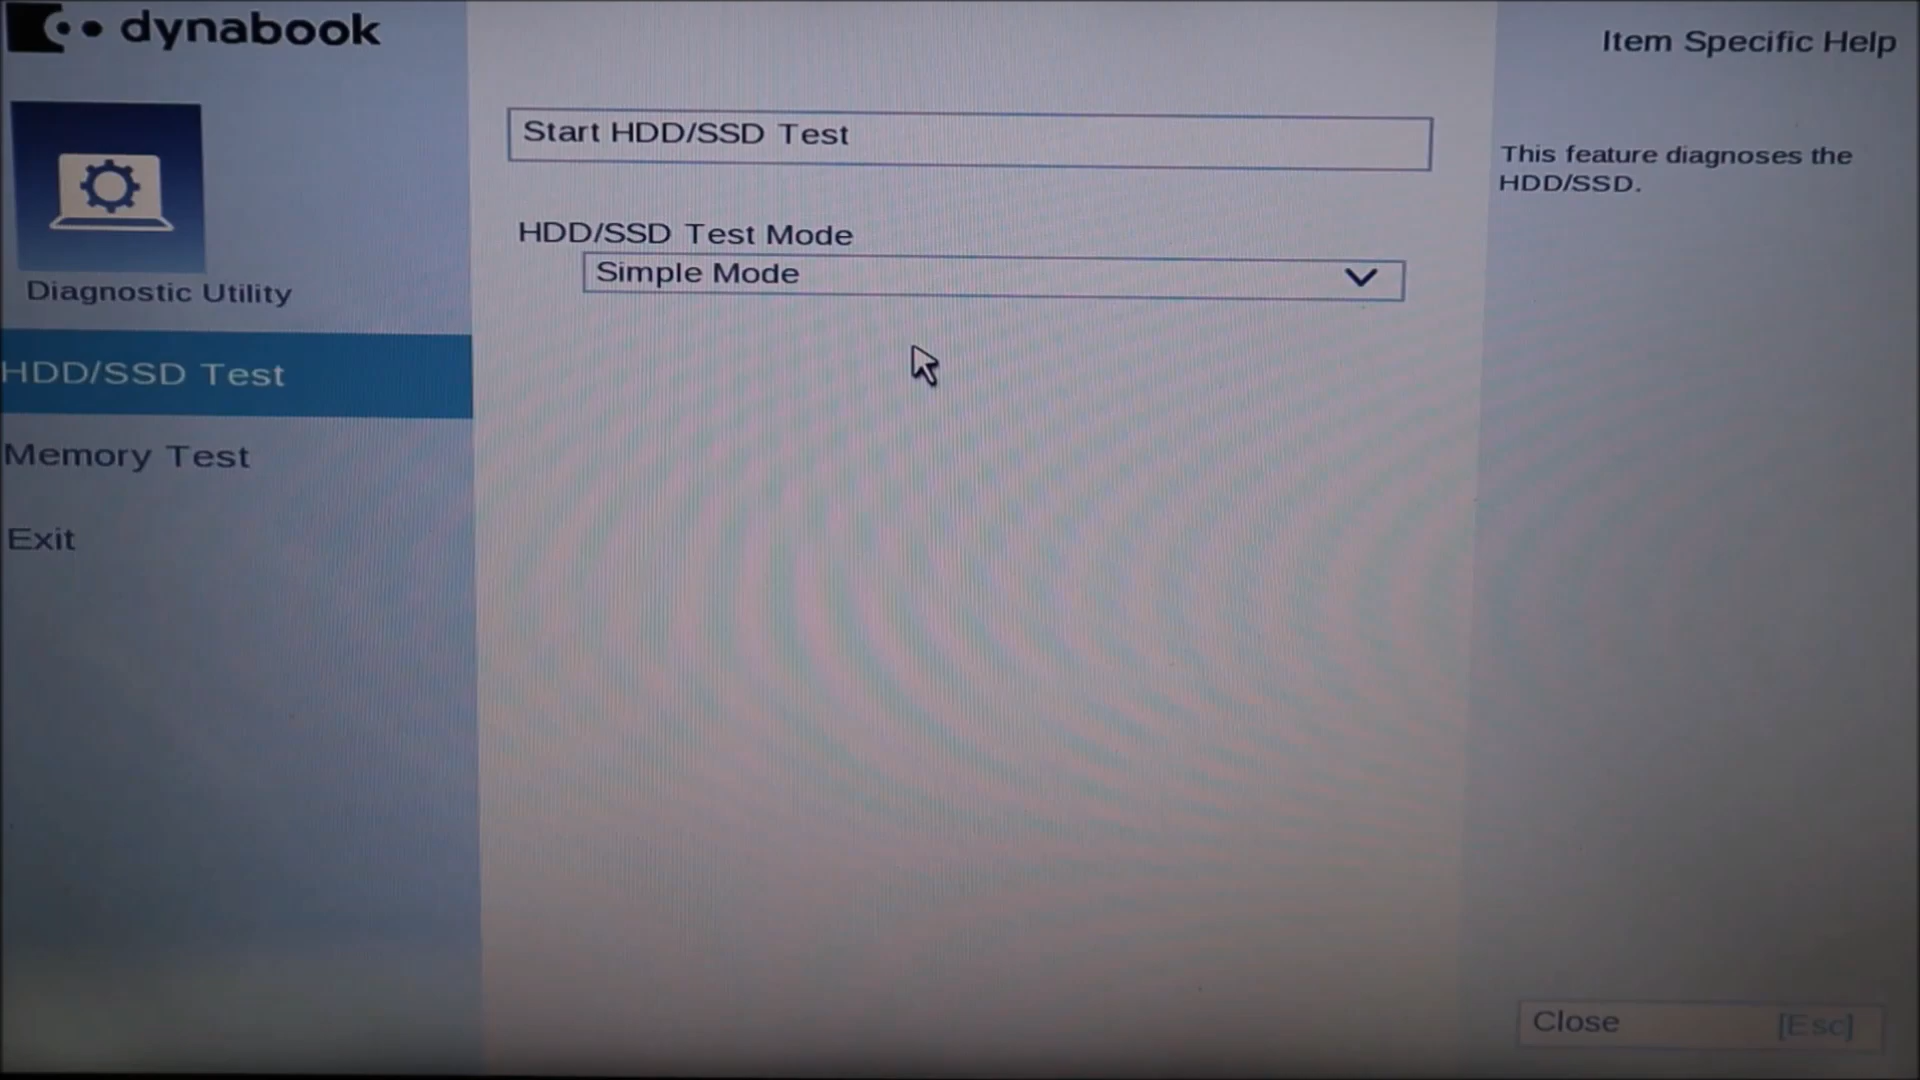 dynabook
Diagnostic Utility
HDD/SSD Test
Memory Test
Exit
Start HDD/SSD Test
HDD/SSD Test Mode
Simple Mode
Item Specific Help
This feature diagnoses the
HDD/SSD.
Close [Esc]